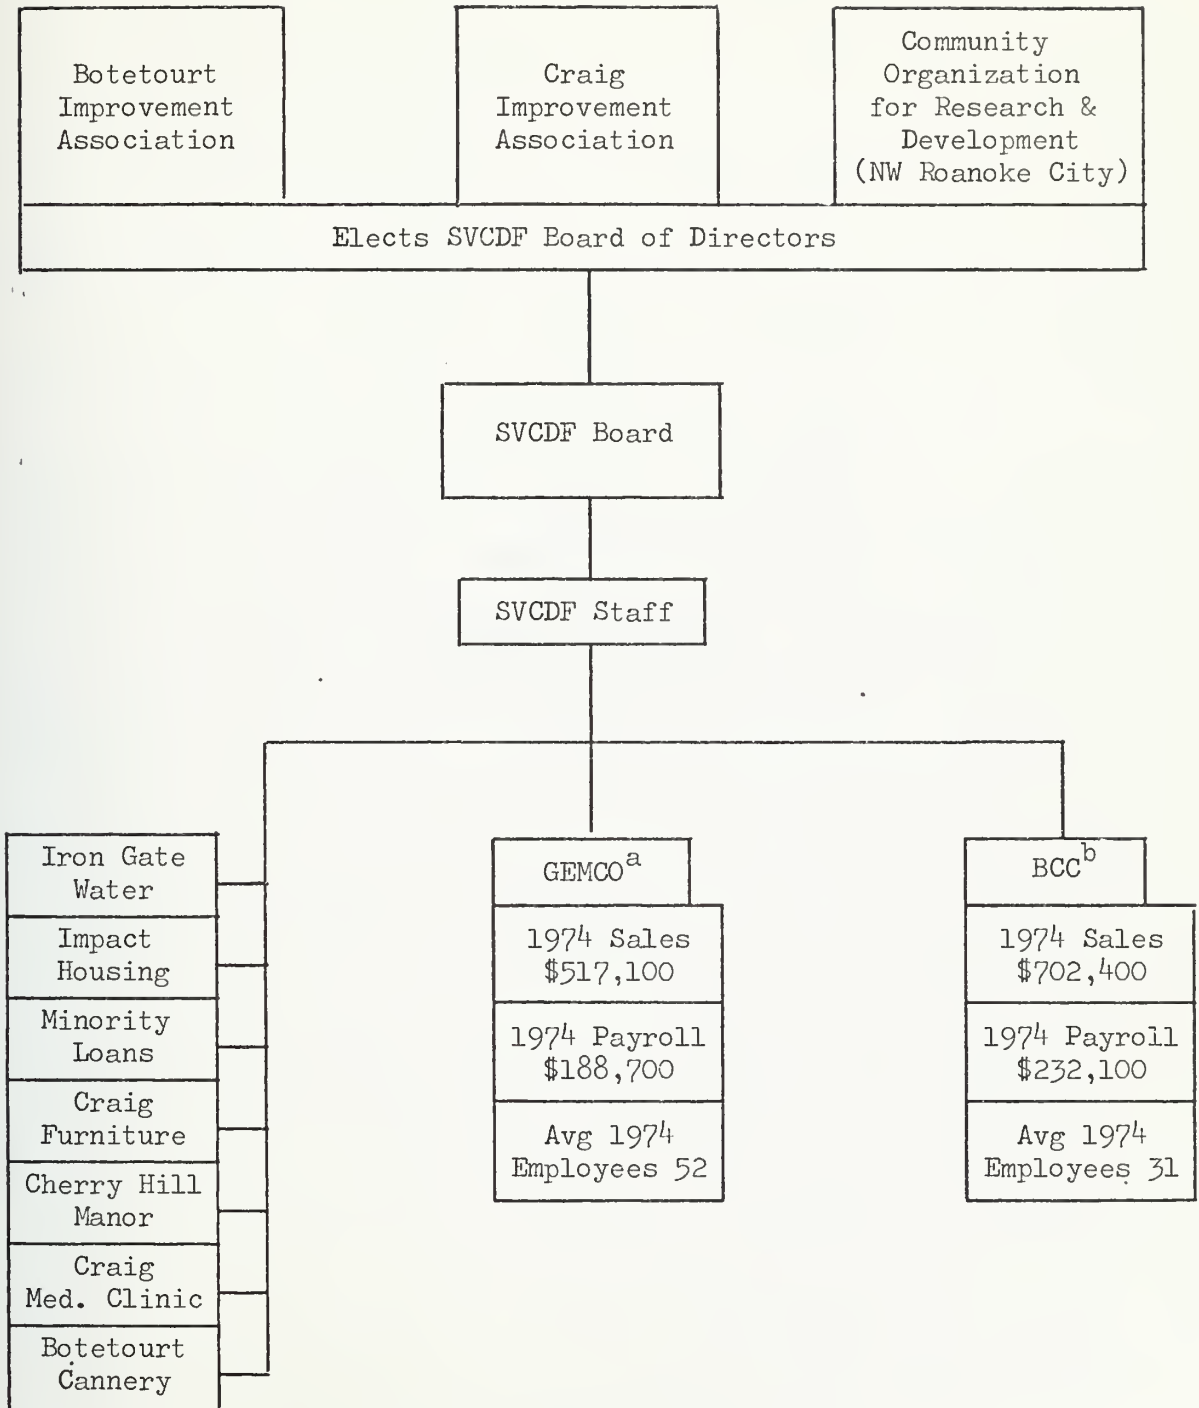 Botetourt
Improvement
Association
Craig
Improvement
Association
Community
Organization
for Research &
Development
(NW Roanoke City)
Elects SVCDF Board of Directors
SVCDF Board
SVCDF Staff
Iron Gate
Water
Impact
Housing
Minority
Loans
Craig
Furniture
Cherry Hill
Manor
Craig
Med. Clinic
Botetourt
Cannery
GEMCOa
1974 Sales
$517,100
1974 Payroll
$188,700
Avg 1974
Employees 52
BCCb
1974 Sales
$702,400
1974 Payroll
$232,100
Avg 1974
Employees 31